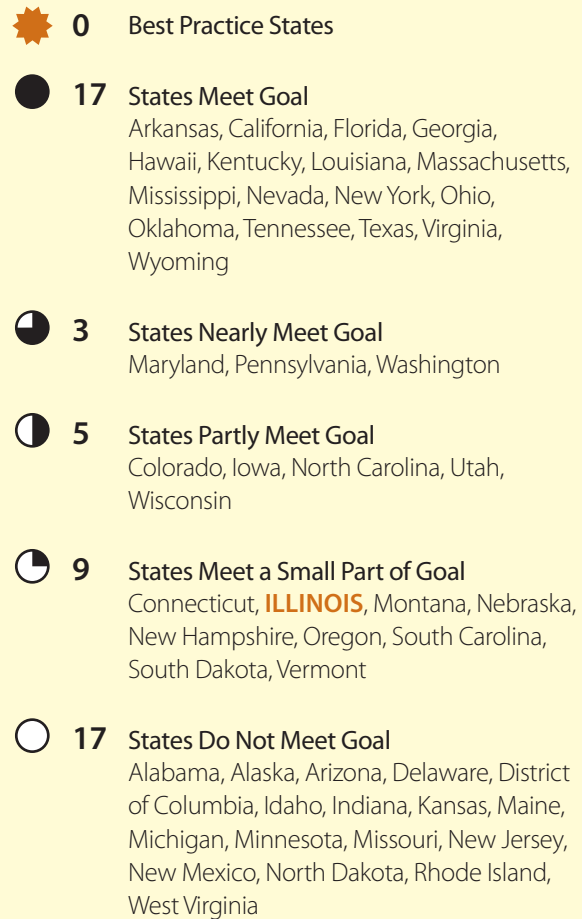 0 Best Practice States
17 States Meet Goal
Arkansas, California, Florida, Georgia,
Hawaii, Kentucky, Louisiana, Massachusetts,
Mississippi, Nevada, New York, Ohio,
Oklahoma, Tennessee, Texas, Virginia,
Wyoming
3 States Nearly Meet Goal
Maryland, Pennsylvania, Washington
5 States Partly Meet Goal
Colorado, Iowa, North Carolina, Utah,
Wisconsin
9 States Meet a Small Part of Goal
Connecticut, ILLINOIS, Montana, Nebraska,
New Hampshire, Oregon, South Carolina,
South Dakota, Vermont
17 States Do Not Meet Goal
Alabama, Alaska, Arizona, Delaware, District
of Columbia, Idaho, Indiana, Kansas, Maine,
Michigan, Minnesota, Missouri, New Jersey,
New Mexico, North Dakota, Rhode Island,
West Virginia